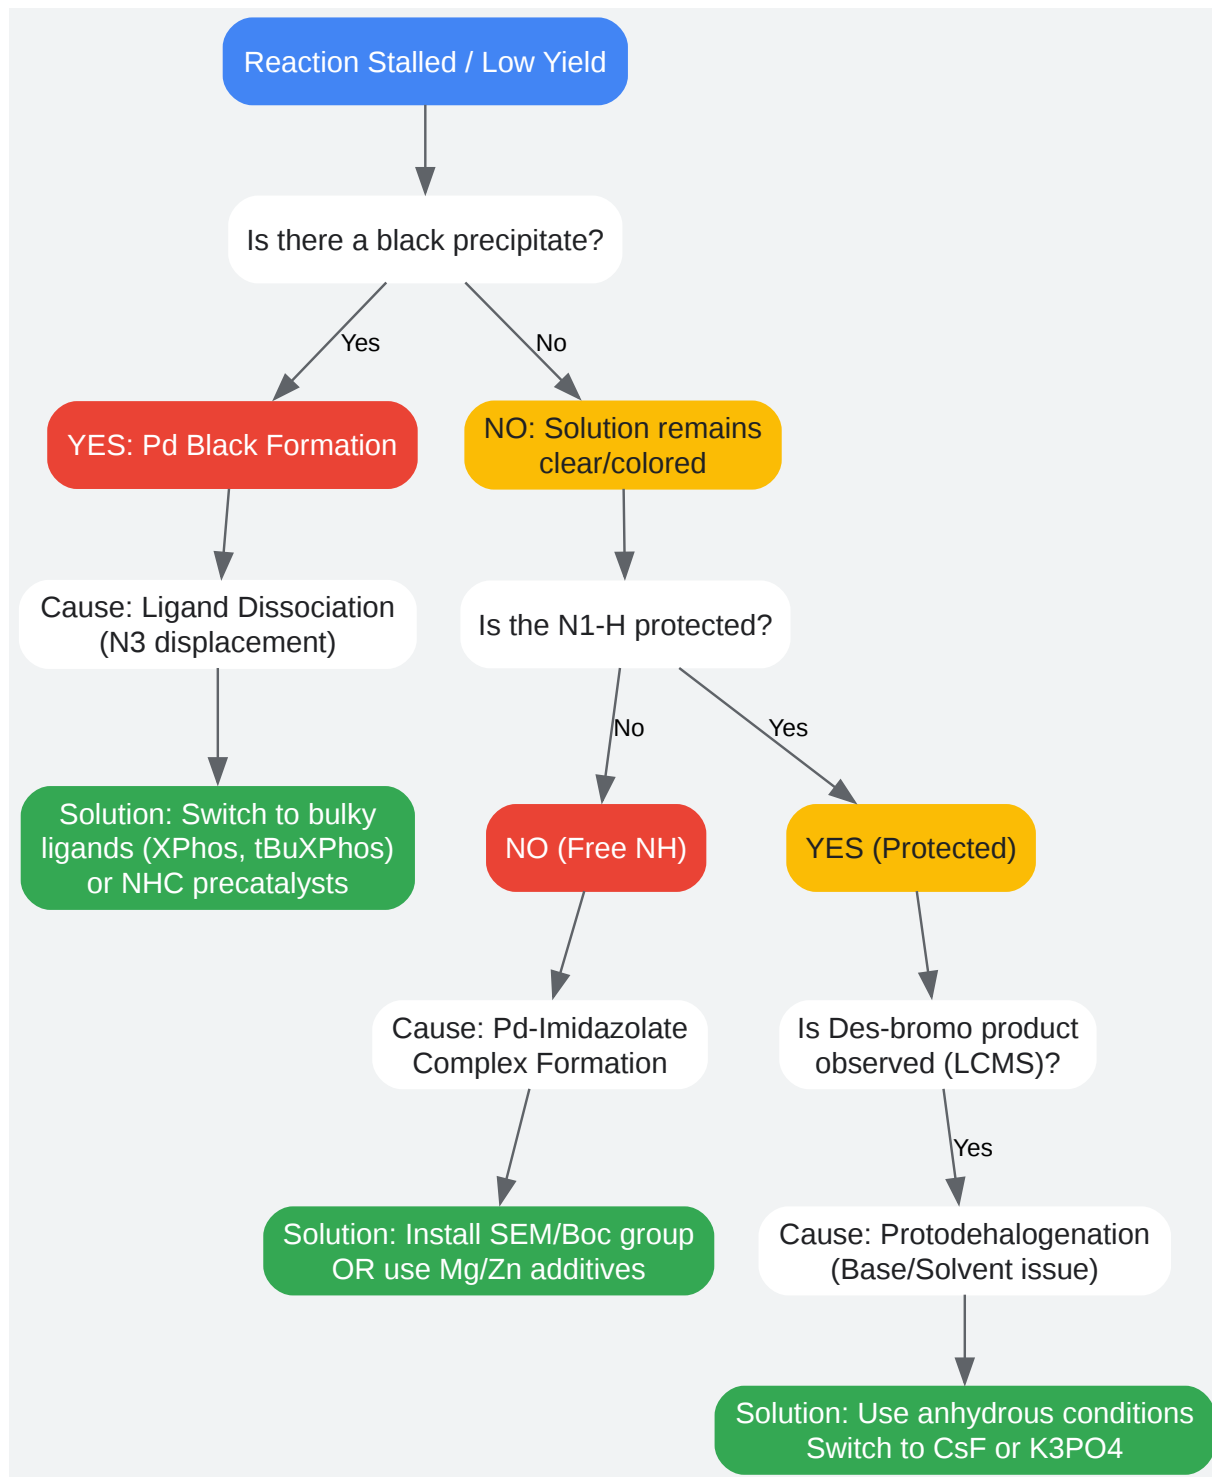 Reaction Stalled / Low Yield
Is there a black precipitate?
Yes
No
YES: Pd Black Formation
NO: Solution remains
clear/colored
Cause: Ligand Dissociation
(N3 displacement)
Is the N1-H protected?
No
Yes
Solution: Switch to bulky
ligands (XPhos, tBuXPhos)
or NHC precatalysts
NO (Free NH)
YES (Protected)
Cause: Pd-Imidazolate
Complex Formation
Is Des-bromo product
observed (LCMS)?
Yes
Solution: Install SEM/Boc group
OR use Mg/Zn additives
Cause: Protodehalogenation
(Base/Solvent issue)
Solution: Use anhydrous conditions
Switch to CsF or K3PO4